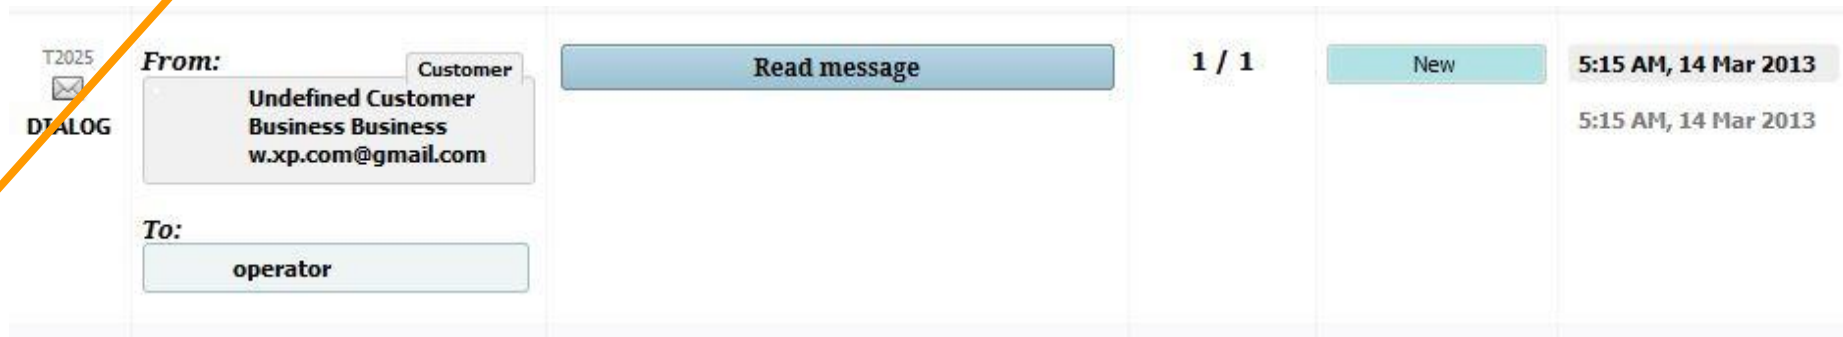 T2025
DIALOG
From:
Customer
Undefined Customer
Business Business
w.xp.com@gmail.com
To:
operator
Read message
1 / 1
New
5:15 AM, 14 Mar 2013
5:15 AM, 14 Mar 2013